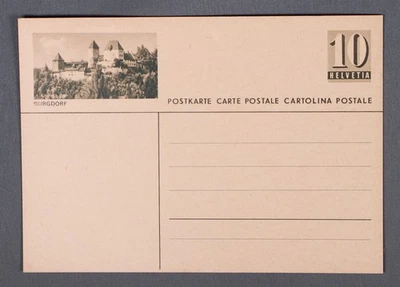 10
HELVETIA
BURGDORF
POSTKARTE CARTE POSTALE CARTOLINA POSTALE